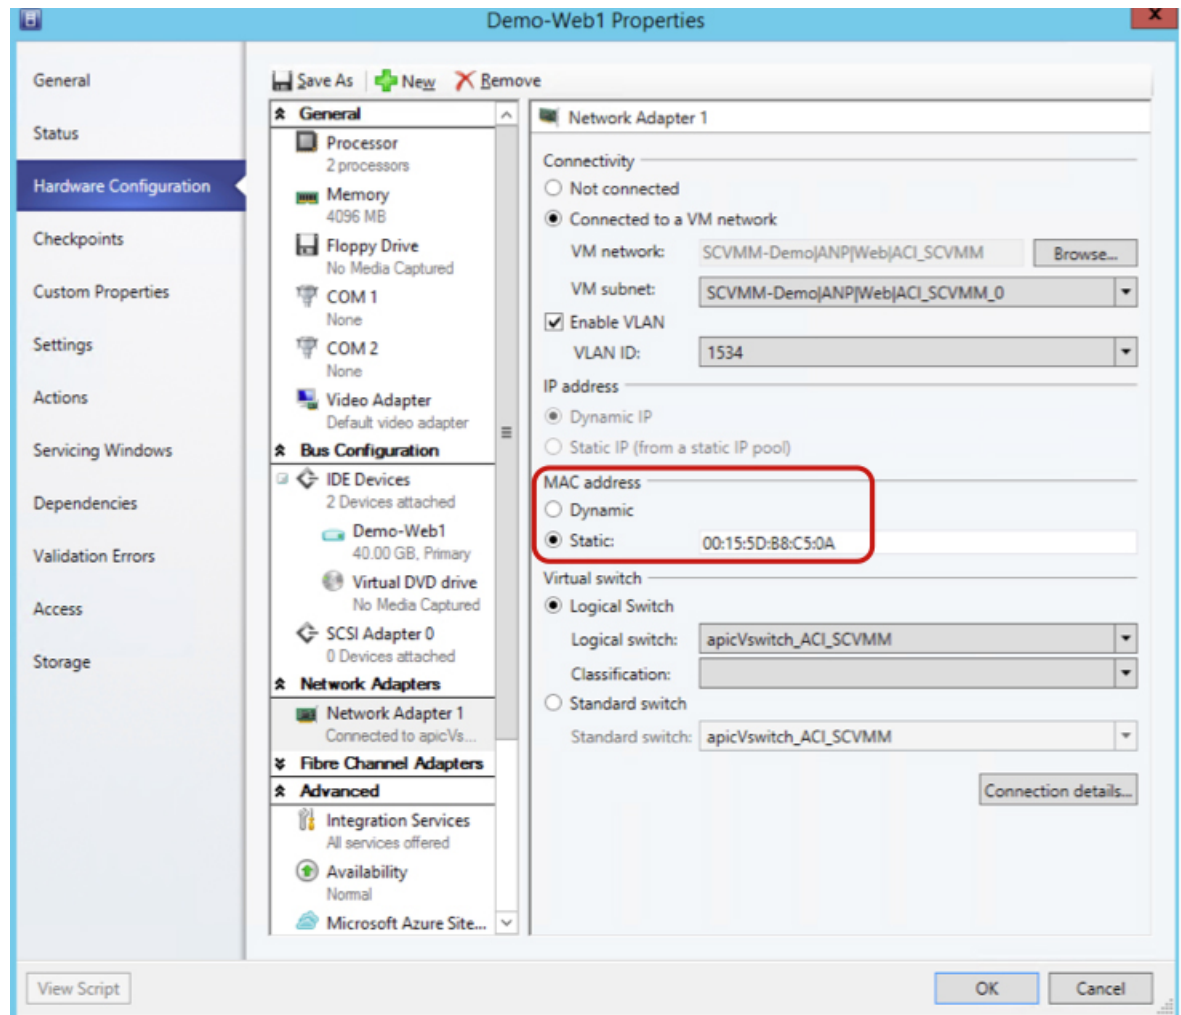 Demo-Web1 Properties
x
General
Status
Hardware Configuration
Checkpoints
Custom Properties
Settings
Actions
Servicing Windows
Dependencies
Validation Errors
Access
Storage
Save As
New
Remove
General
Processor
2 processors
Memory
4096 MB
Floppy Drive
No Media Captured
COM 1
None
COM 2
None
Video Adapter
Default video adapter
Bus Configuration
IDE Devices
2 Devices attached
Demo-Web1
40.00 GB, Primary
Virtual DVD drive
No Media Captured
SCSI Adapter 0
0 Devices attached
Network Adapters
Network Adapter 1
Connected to apicVs...
Fibre Channel Adapters
Advanced
Integration Services
All services offered
Availability
Normal
Microsoft Azure Site...
Network Adapter 1
Connectivity
Not connected
Connected to a VM network
VM network: SCVMM-Demo|ANP|Web|ACI_SCVMM Browse...
VM subnet: SCVMM-Demo|ANP|Web|ACI_SCVMM_0
Enable VLAN
VLAN ID: 1534
IP address
Dynamic IP
Static IP (from a static IP pool)
MAC address
Dynamic
Static: 00:15:5D:B8:C5:0A
Virtual switch
Logical Switch
Logical switch: apicVswitch_ACI_SCVMM
Classification:
Standard switch
Standard switch: apicVswitch_ACI_SCVMM
Connection details...
View Script
OK
Cancel